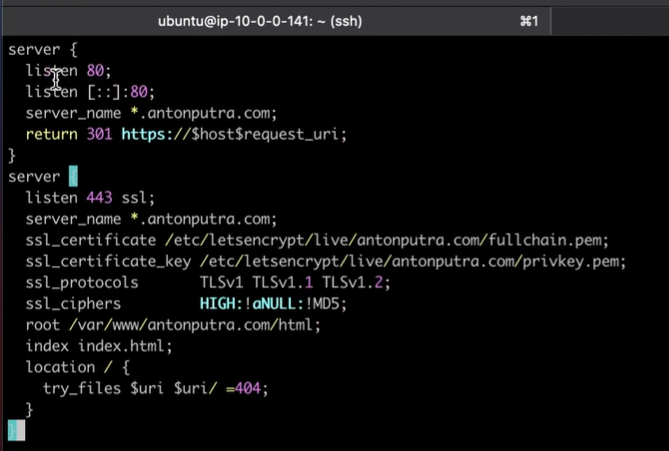 ubuntu@ip-10-0-0-141: ~ (ssh) ⌘1
server {
  listen 80;
  listen [::]:80;
  server_name *.antonputra.com;
  return 301 https://$host$request_uri;
}
server {
  listen 443 ssl;
  server_name *.antonputra.com;
  ssl_certificate /etc/letsencrypt/live/antonputra.com/fullchain.pem;
  ssl_certificate_key /etc/letsencrypt/live/antonputra.com/privkey.pem;
  ssl_protocols       TLSv1 TLSv1.1 TLSv1.2;
  ssl_ciphers         HIGH:!aNULL:!MD5;
  root /var/www/antonputra.com/html;
  index index.html;
  location / {
    try_files $uri $uri/ =404;
  }
}